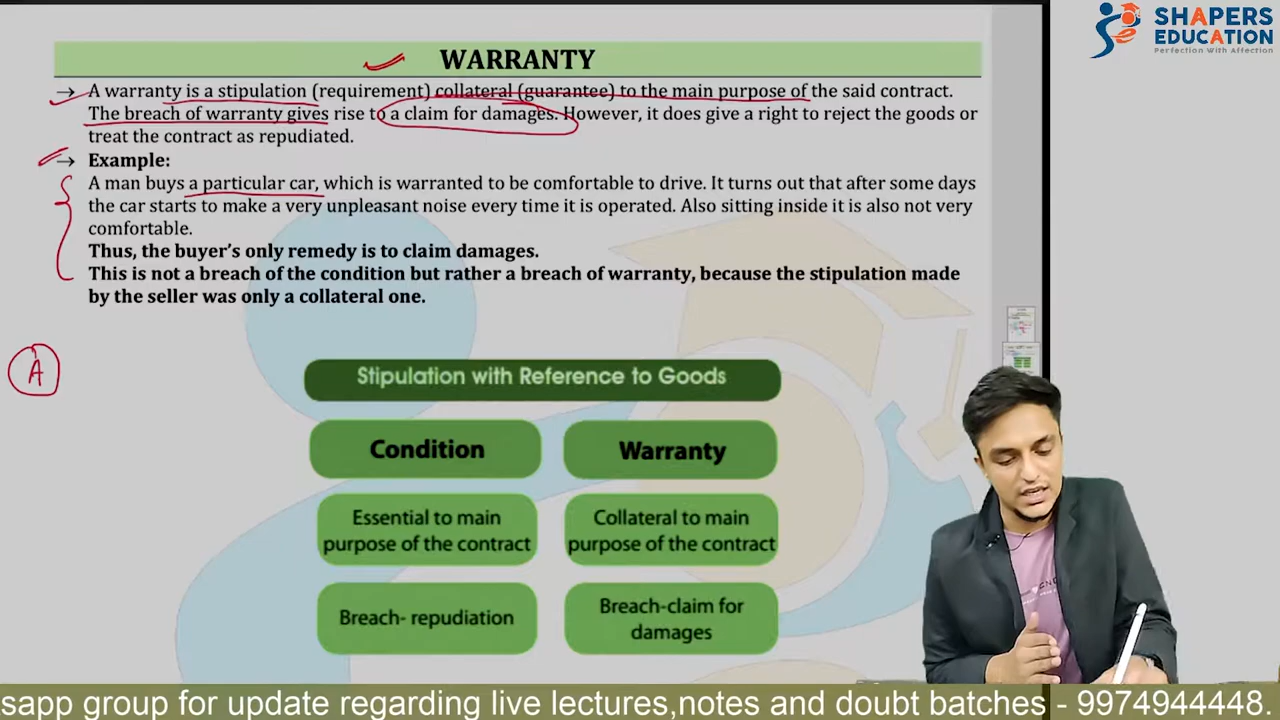 SHAPERS
EDUCATION
Perfection With Affection
WARRANTY
→ A warranty is a stipulation (requirement) collateral (guarantee) to the main purpose of the said contract.
The breach of warranty gives rise to a claim for damages. However, it does give a right to reject the goods or
treat the contract as repudiated.
→ Example:
A man buys a particular car, which is warranted to be comfortable to drive. It turns out that after some days
the car starts to make a very unpleasant noise every time it is operated. Also sitting inside it is also not very
comfortable.
Thus, the buyer's only remedy is to claim damages.
This is not a breach of the condition but rather a breach of warranty, because the stipulation made
by the seller was only a collateral one.
A
Stipulation with Reference to Goods
Condition Warranty
Essential to main
purpose of the contract
Collateral to main
purpose of the contract
Breach- repudiation
Breach-claim for
damages
sapp group for update regarding live lectures,notes and doubt batches - 9974944448.